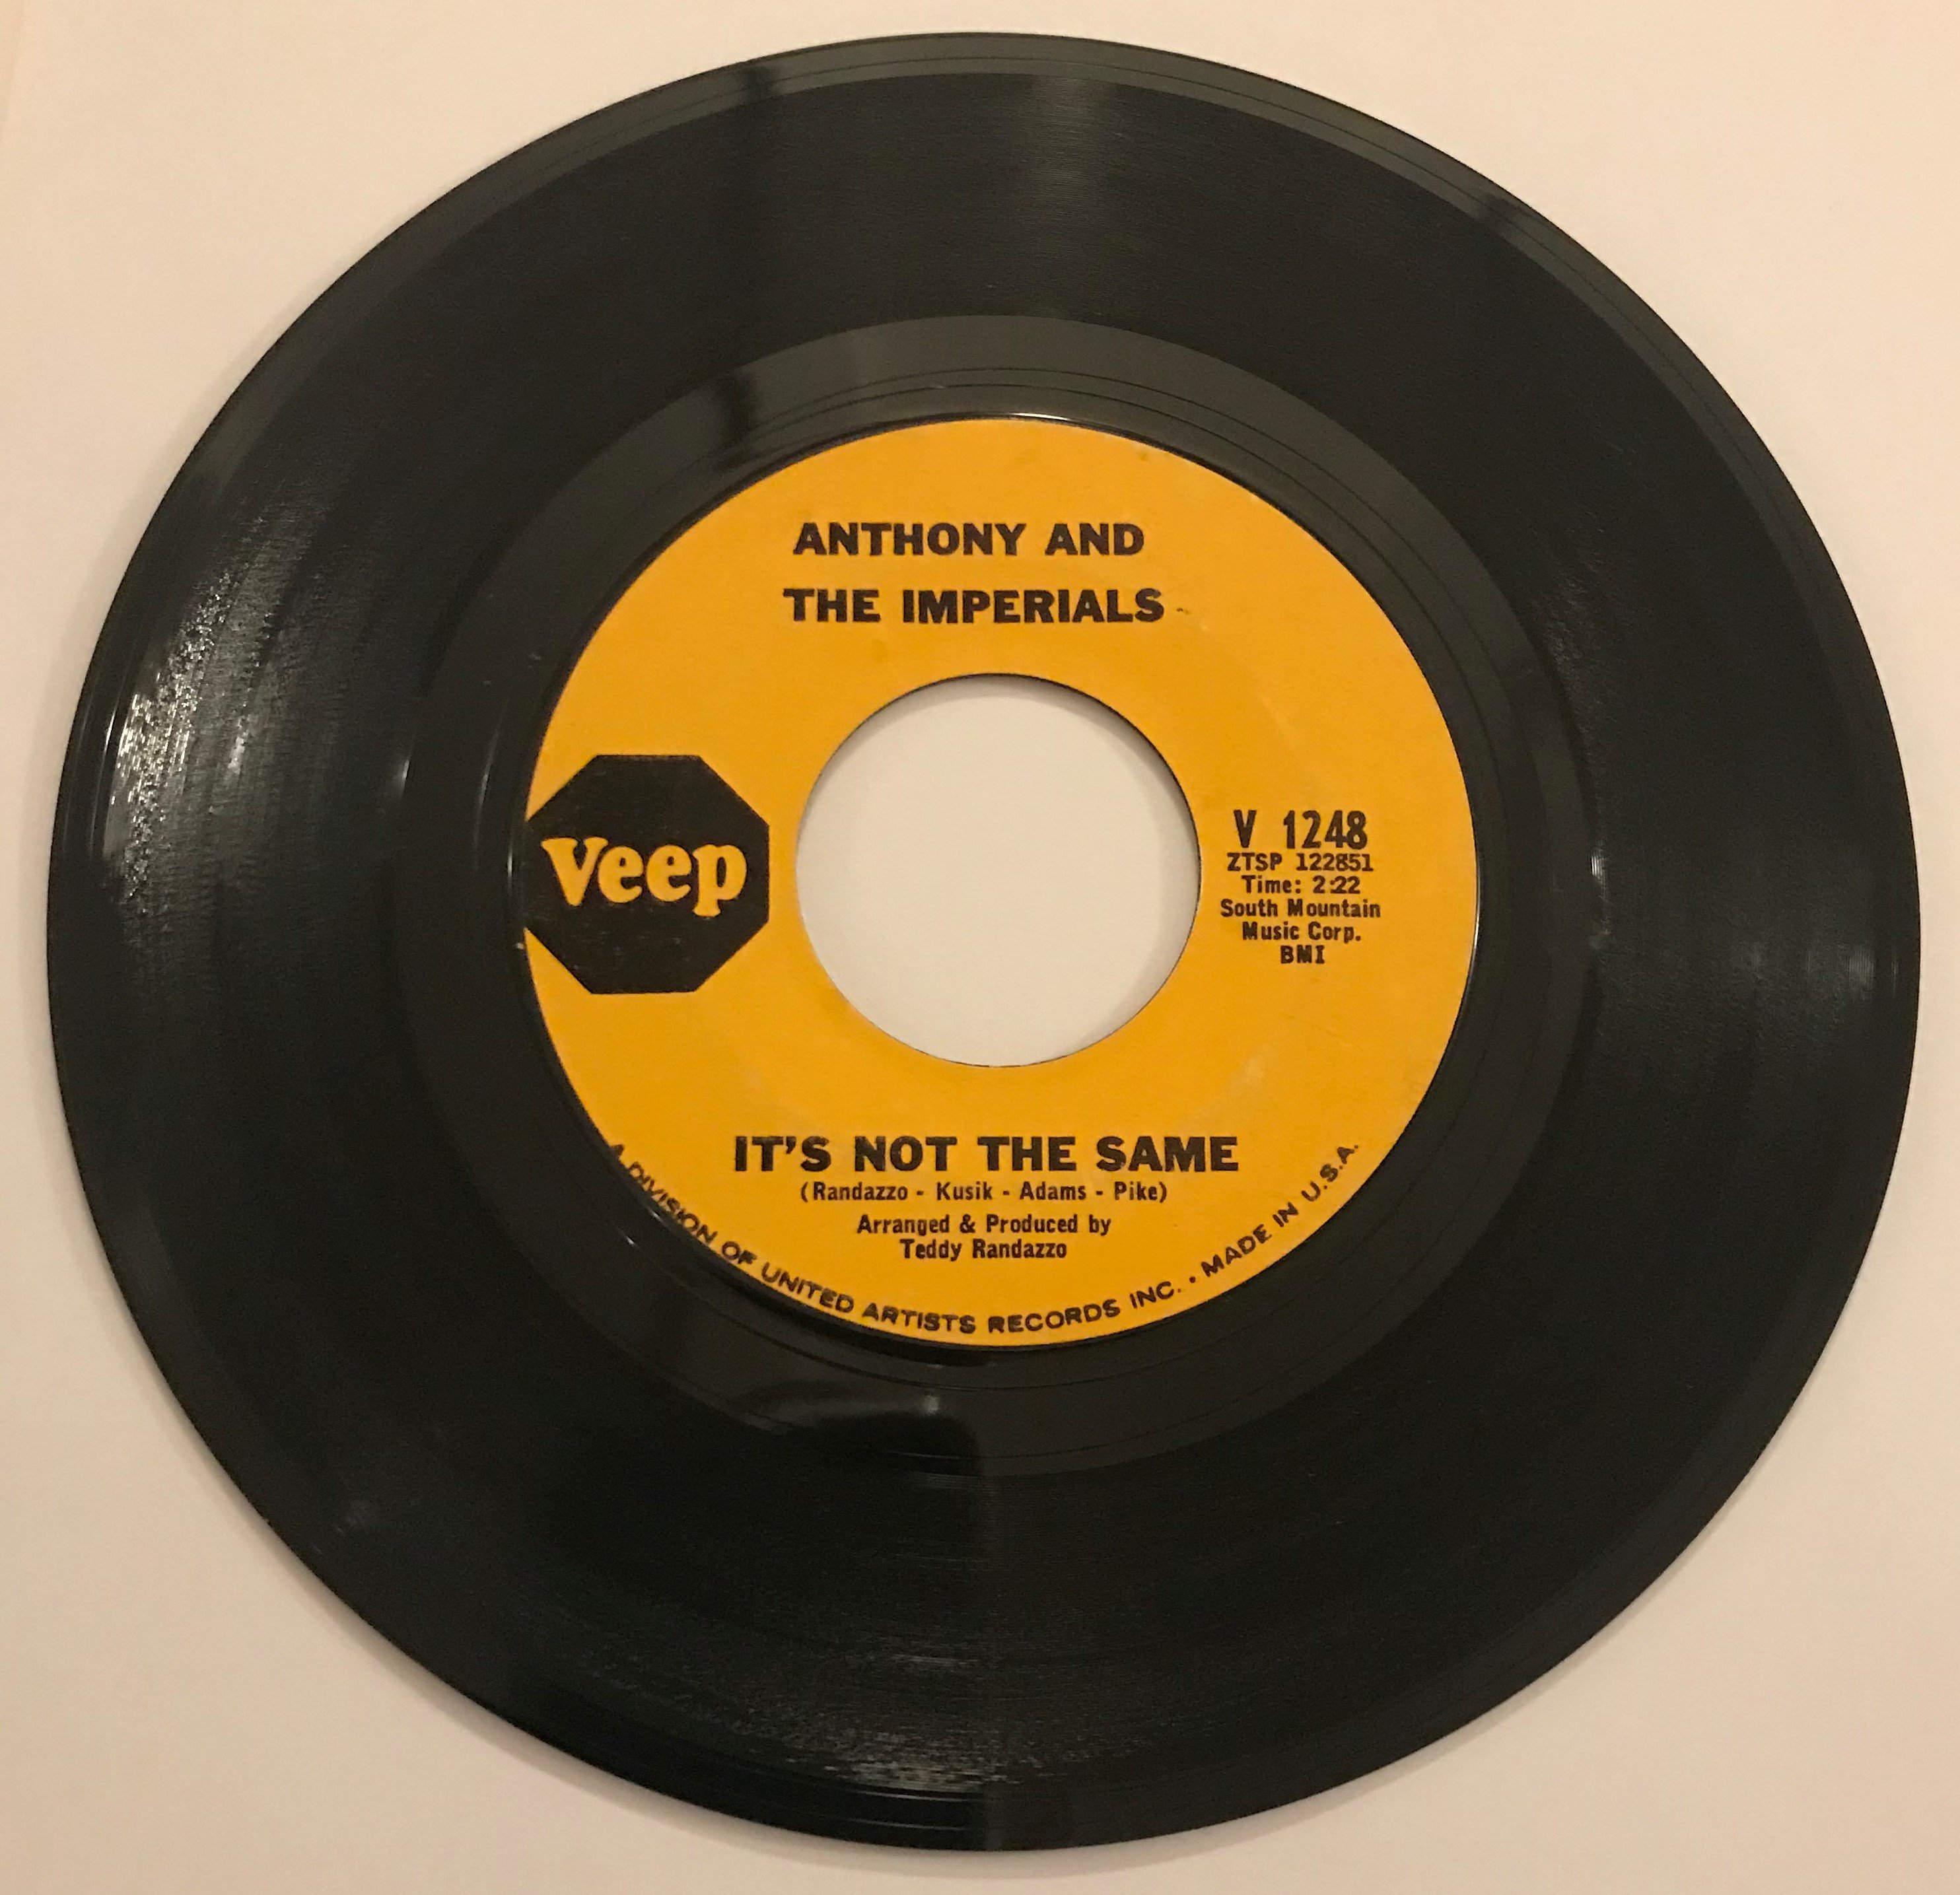 ANTHONY AND
THE IMPERIALS
Veep
V 1248
ZTSP 122851
Time: 2:22
South Mountain
Music Corp.
BMI
IT'S NOT THE SAME
(Randazzo - Kusik - Adams - Pike)
Arranged & Produced by
Teddy Randazzo
A DIVISION OF UNITED ARTISTS RECORDS INC. • MADE IN U.S.A.